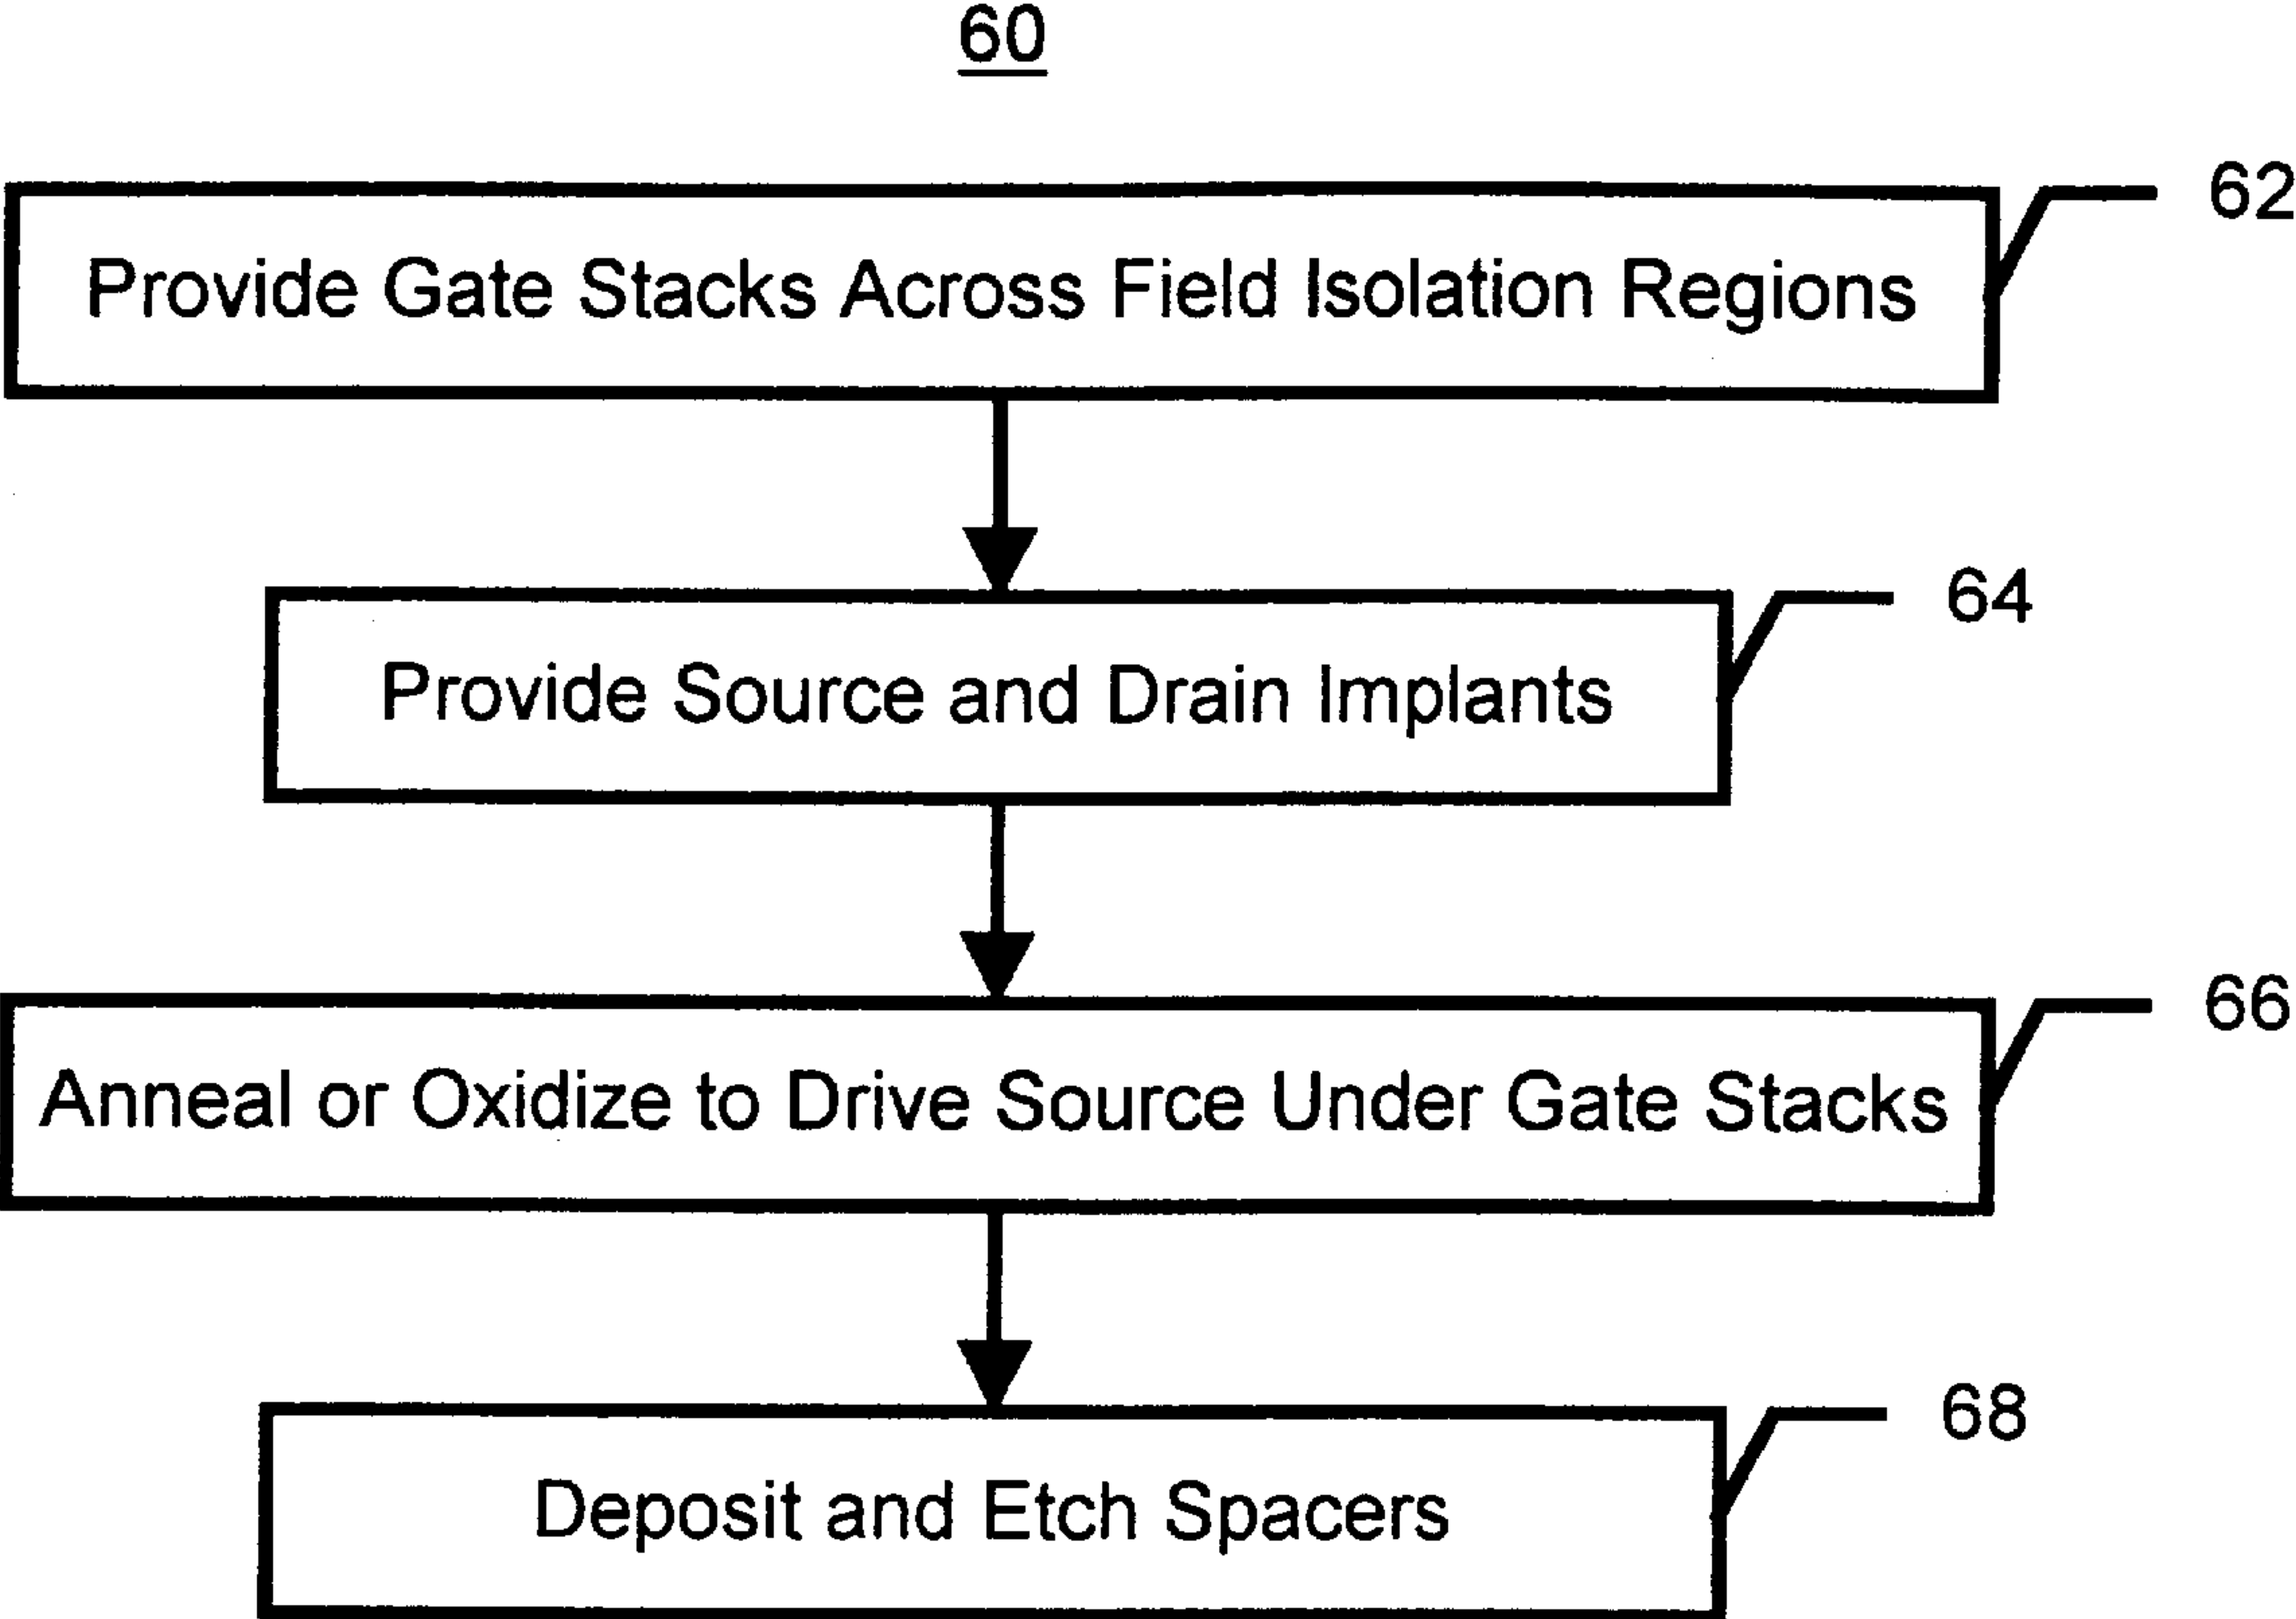 60
62
Provide Gate Stacks Across Field Isolation Regions
64
Provide Source and Drain Implants
66
Anneal or Oxidize to Drive Source Under Gate Stacks
68
Deposit and Etch Spacers